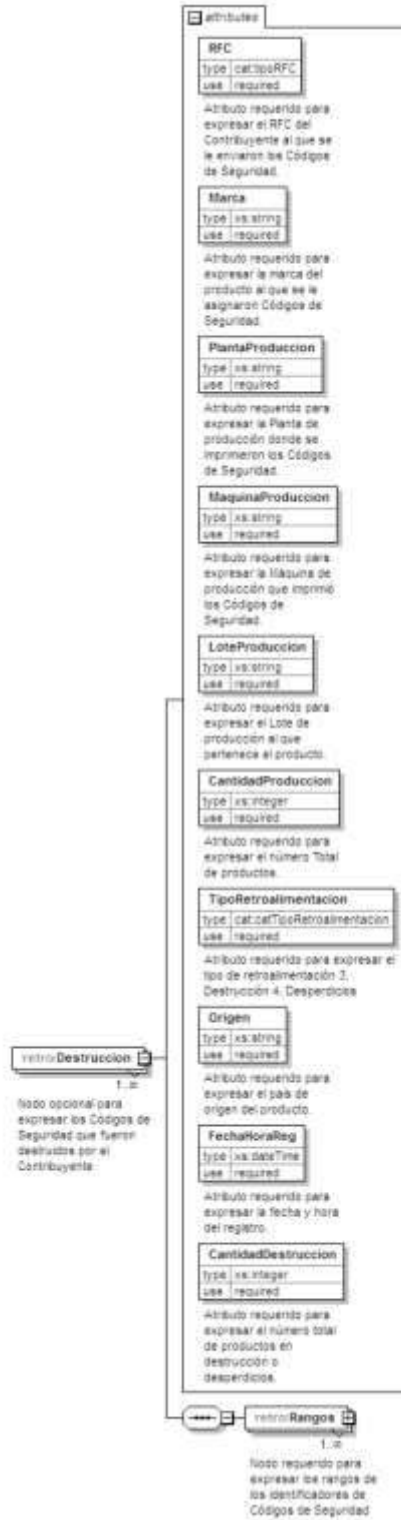 attributes
RFC
type cat:tipoRFC
use required
Atributo requerido para
expresar el RFC del
Contribuyente al que se
le enviaron los Códigos
de Seguridad.
Marca
type xs:string
use required
Atributo requerido para
expresar la marca del
producto al que se le
asignaron Códigos de
Seguridad.
PlantaProduccion
type xs:string
use required
Atributo requerido para
expresar la Planta de
producción donde se
imprimieron los Códigos
de Seguridad.
MaquinaProduccion
type xs:string
use required
Atributo requerido para
expresar la Máquina de
producción que imprimió
los Códigos de
Seguridad.
LoteProduccion
type xs:string
use required
Atributo requerido para
expresar el Lote de
producción al que
pertenece el producto.
CantidadProduccion
type xs:integer
use required
Atributo requerido para
expresar el número Total
de productos.
TipoRetroalimentacion
type cat:catTipoRetroalimentacion
use required
Atributo requerido para expresar el
tipo de retroalimentación 3.
Destrucción 4. Desperdicios
Origen
type xs:string
use required
Atributo requerido para
expresar el país de
origen del producto.
FechaHoraReg
type xs:dateTime
use required
Atributo requerido para
expresar la fecha y hora
del registro.
CantidadDestruccion
type xs:integer
use required
Atributo requerido para
expresar el número total
de productos en
destrucción o
desperdicios.
retro:Destruccion
1..∞
Nodo opcional para
expresar los Códigos de
Seguridad que fueron
destruidos por el
Contribuyente
retro:Rangos
1..∞
Nodo requerido para
expresar los rangos de
los identificadores de
Códigos de Seguridad